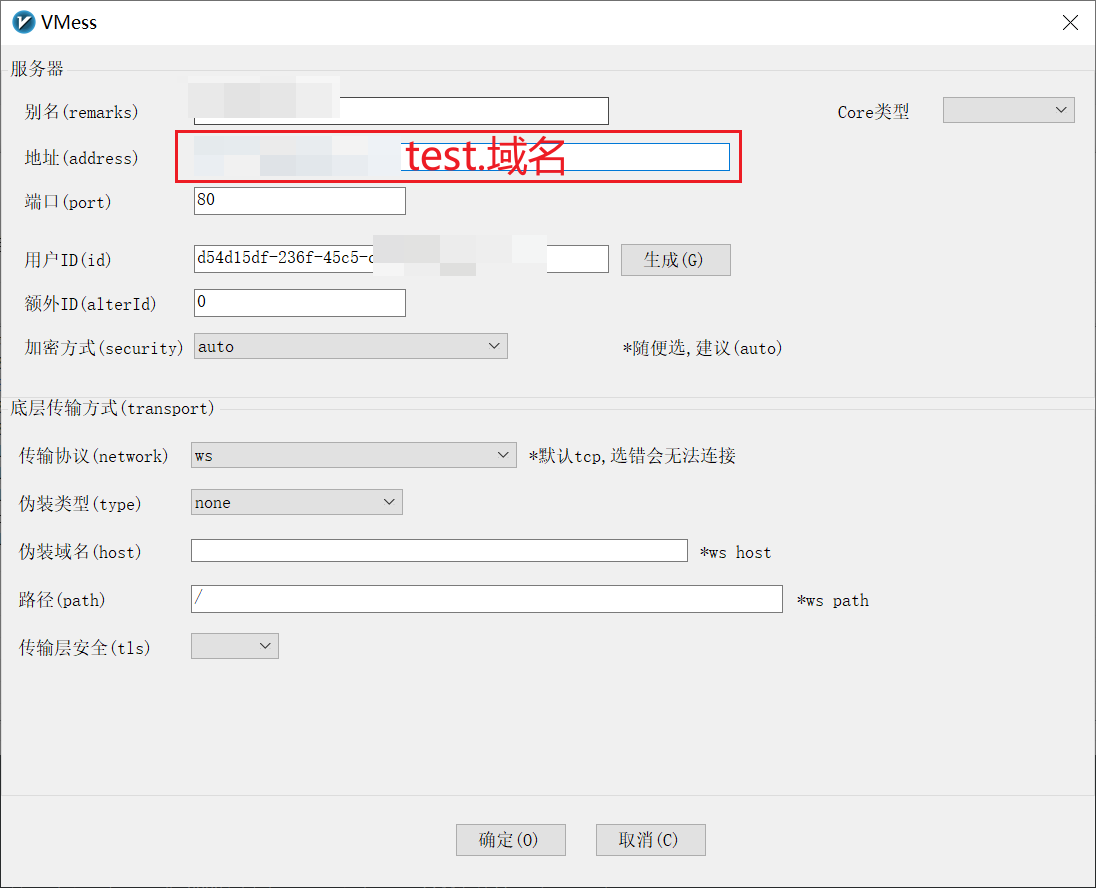 VMess
服务器
别名(remarks)
Core类型
地址(address)
test.域名
端口(port)
80
用户ID(id)
d54d15df-236f-45c5-
生成(G)
额外ID(alterId)
0
加密方式(security)
auto
*随便选,建议(auto)
底层传输方式(transport)
传输协议(network)
ws
*默认tcp,选错会无法连接
伪装类型(type)
none
伪装域名(host)
*ws host
路径(path)
/
*ws path
传输层安全(tls)
确定(O)
取消(C)